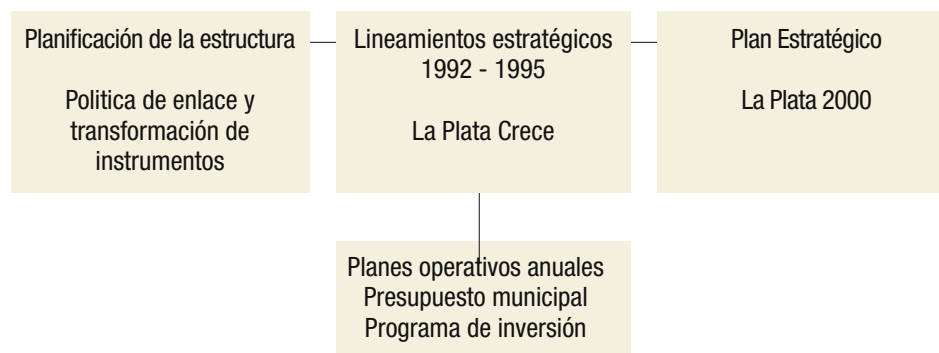 Planificación de la estructura
Politica de enlace y
transformación de
instrumentos
Lineamientos estratégicos
1992 - 1995
La Plata Crece
Plan Estratégico
La Plata 2000
Planes operativos anuales
Presupuesto municipal
Programa de inversión